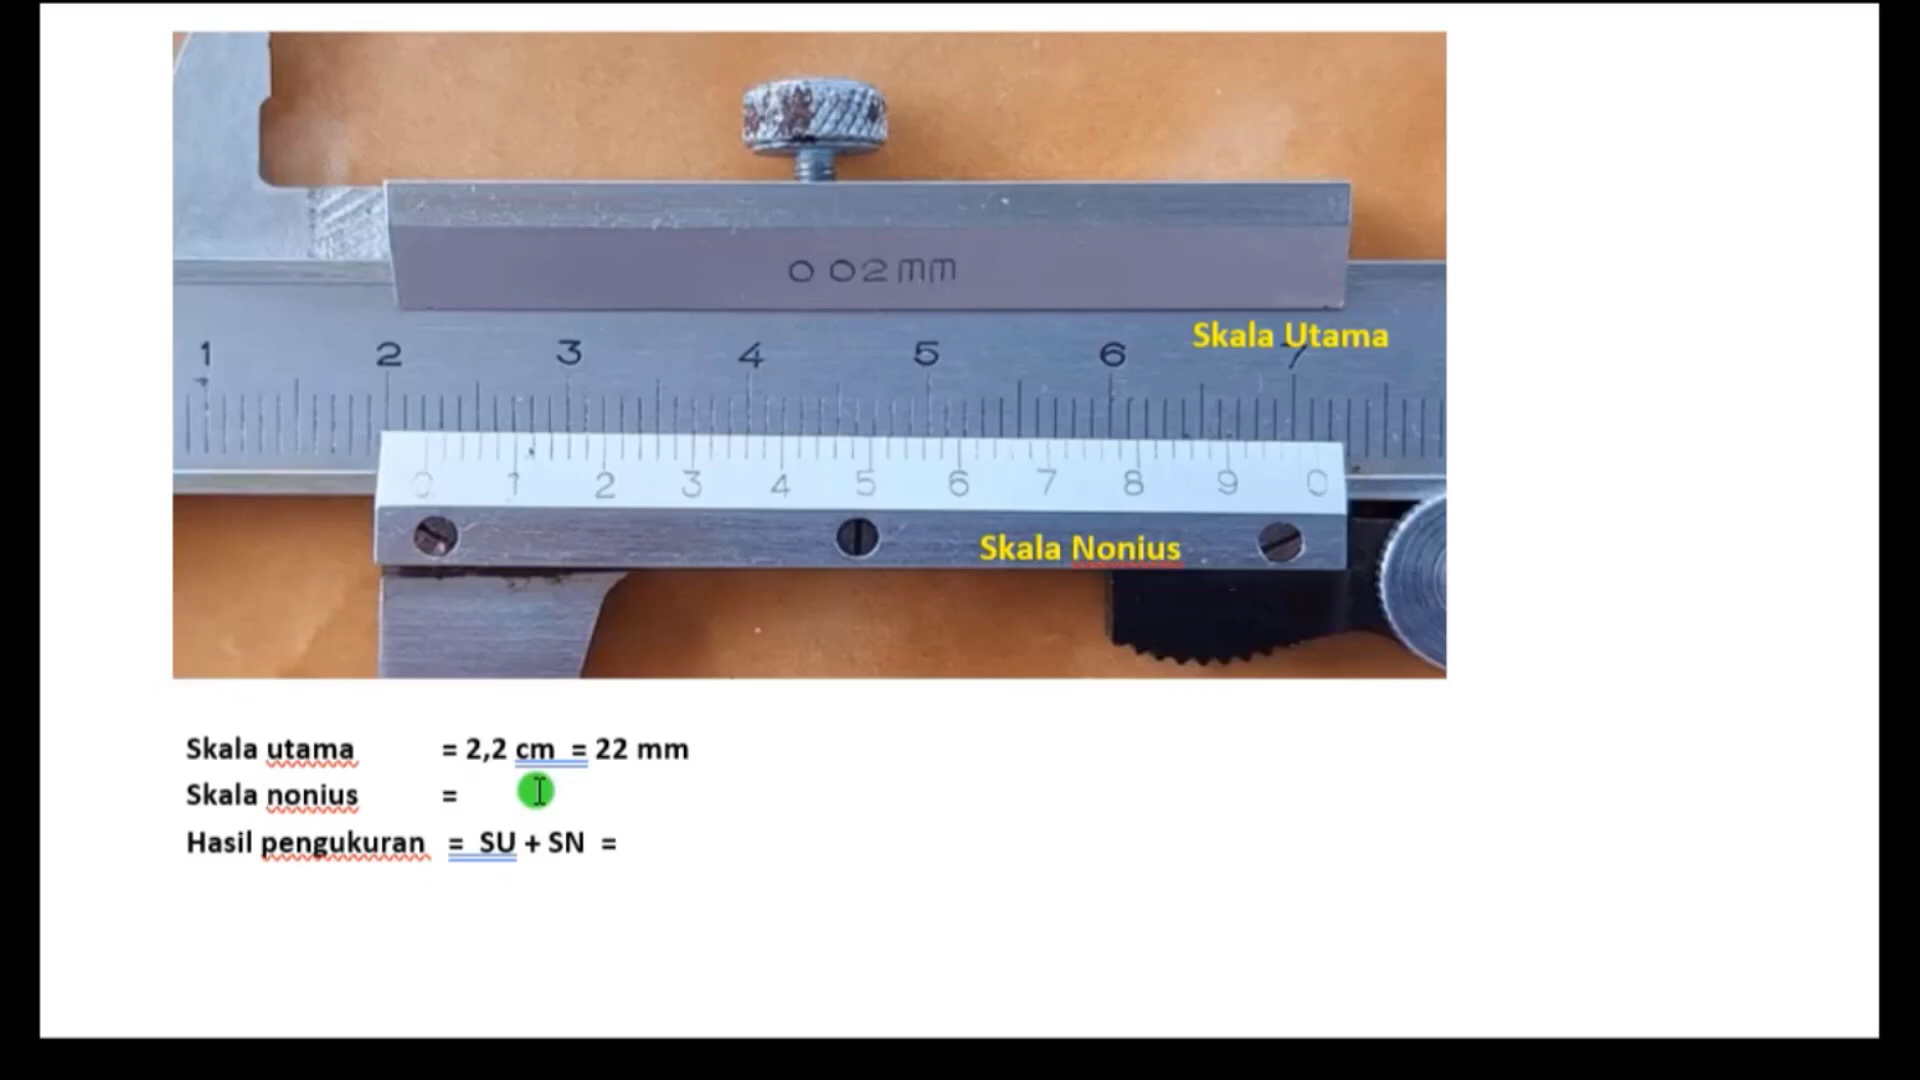 0 02mm
Skala Utama
1 2 3 4 5 6 7
0 1 2 3 4 5 6 7 8 9 0
Skala Nonius
Skala utama = 2,2 cm = 22 mm
Skala nonius =
Hasil pengukuran = SU + SN =